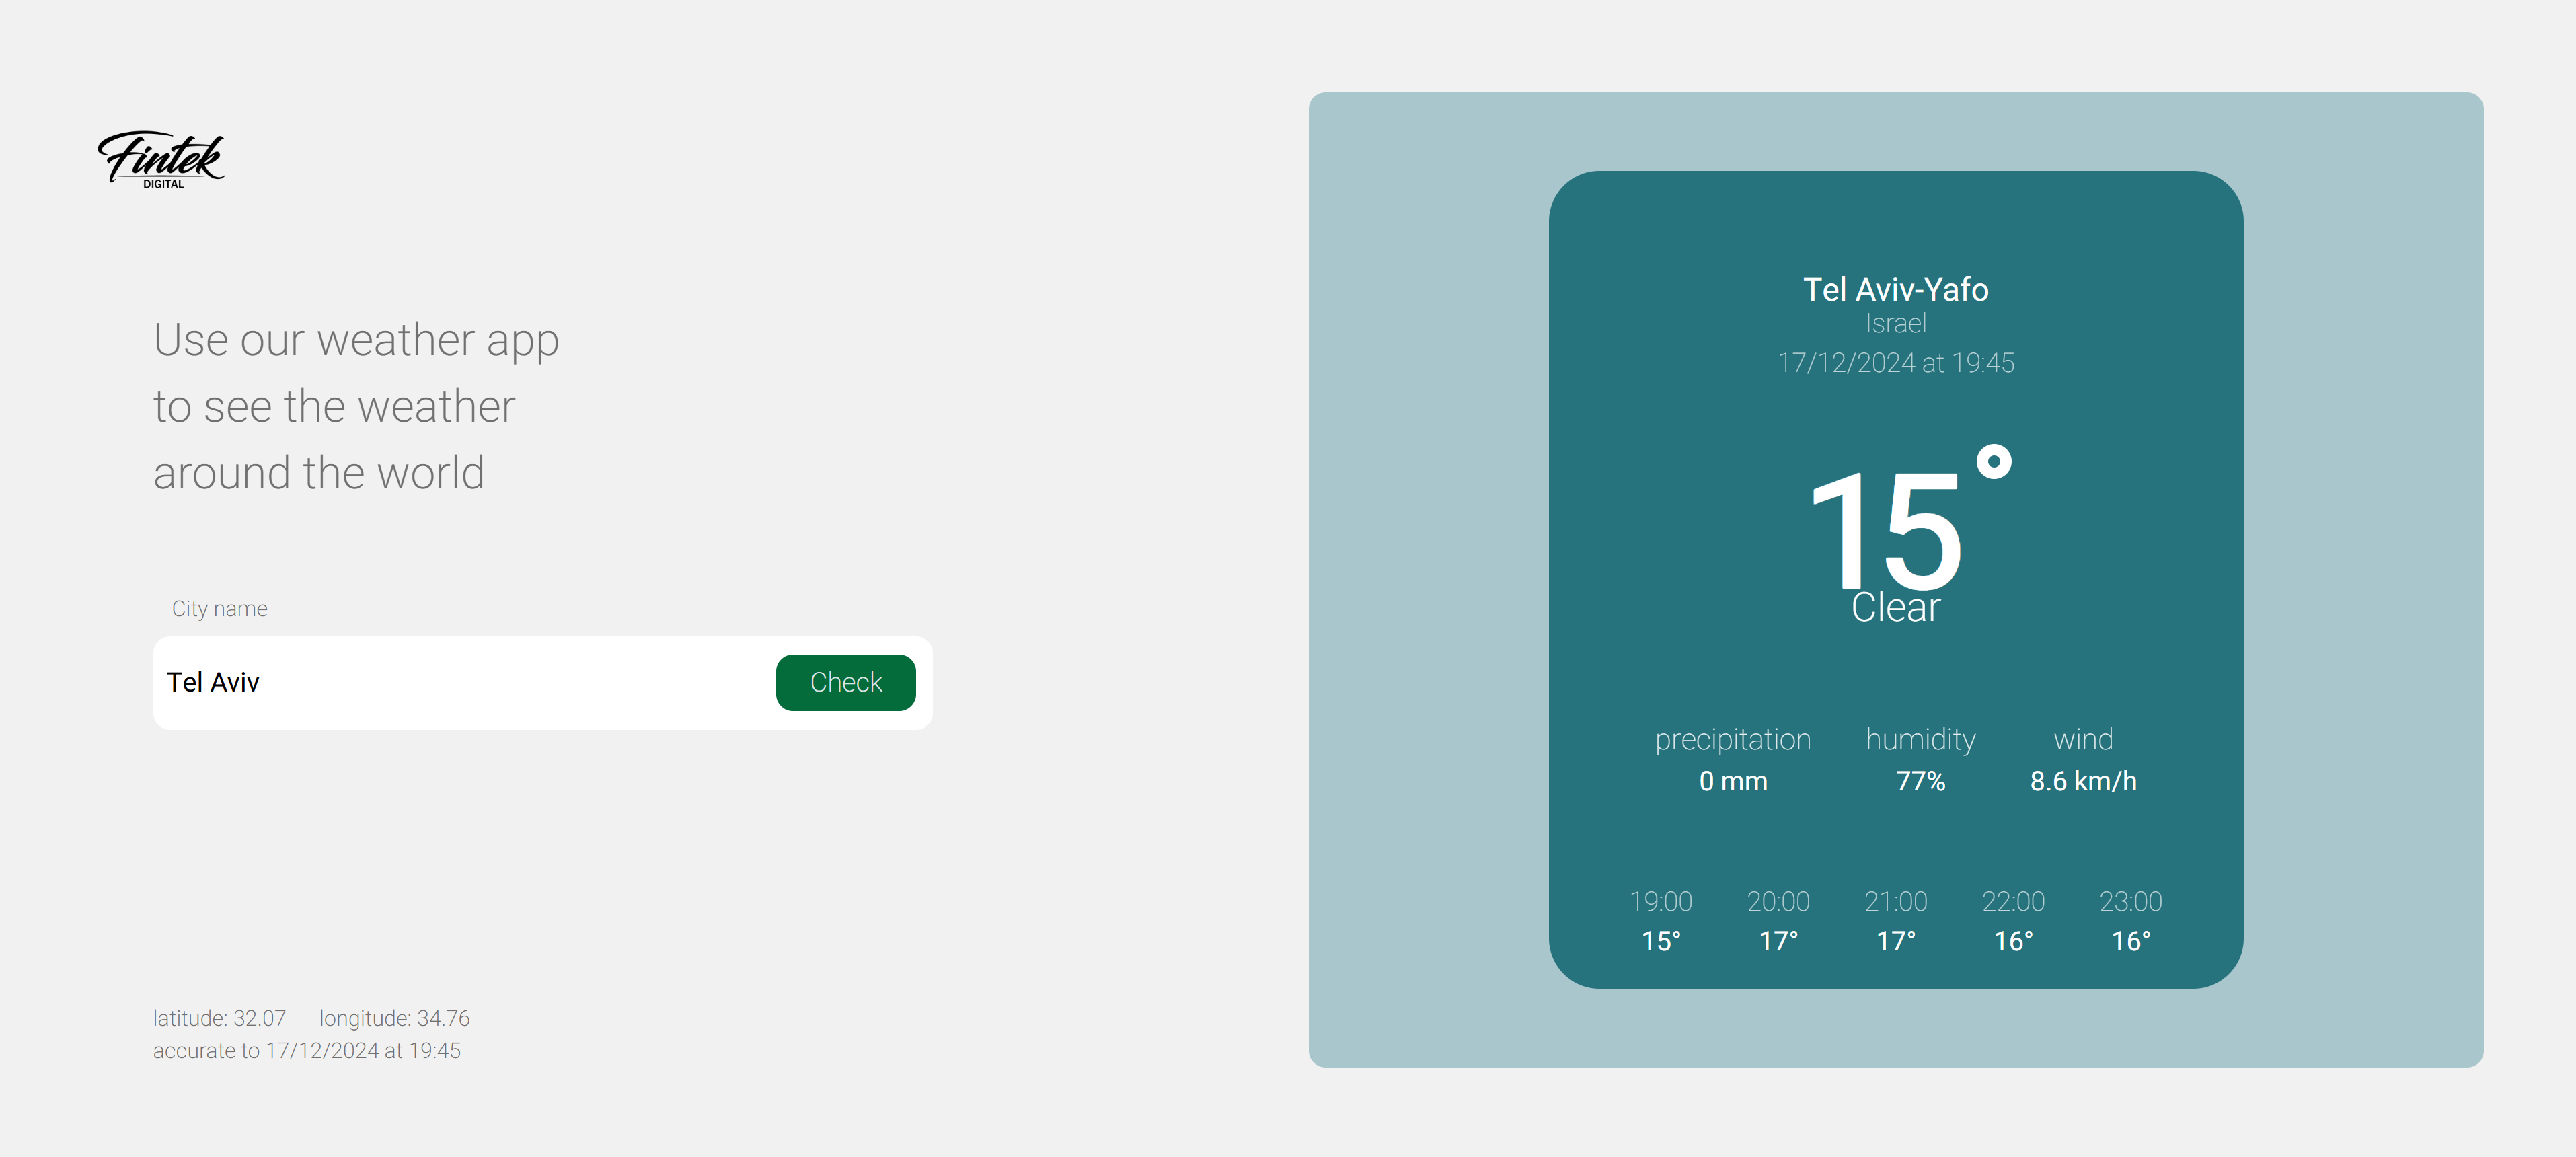 Fintek
DIGITAL
Use our weather app
to see the weather
around the world
City name
Tel Aviv
Check
latitude: 32.07 longitude: 34.76
accurate to 17/12/2024 at 19:45
Tel Aviv-Yafo
Israel
17/12/2024 at 19:45
15°
Clear
precipitation humidity wind
0 mm 77% 8.6 km/h
19:00 20:00 21:00 22:00 23:00
15° 17° 17° 16° 16°